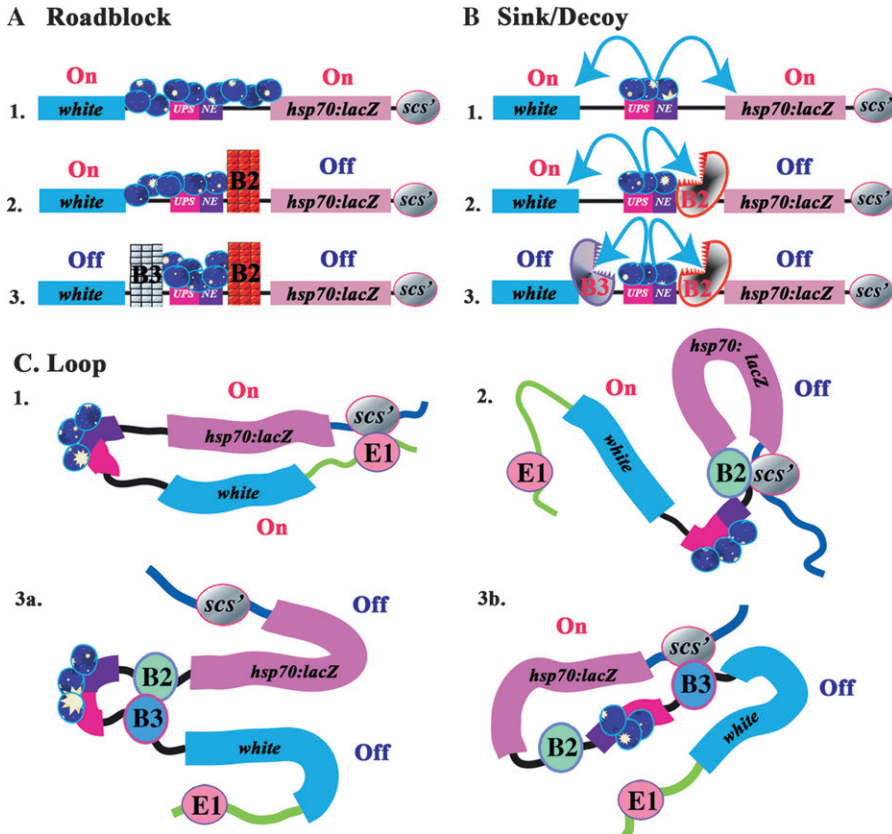 A Roadblock
On On
1. white UPS NE hsp70:lacZ scs'
On Off
2. white UPS NE B2 hsp70:lacZ scs'
Off Off
3. white B3 UPS NE B2 hsp70:lacZ scs'
B Sink/Decoy
On On
1. white UPS NE hsp70:lacZ scs'
On Off
2. white UPS NE B2 hsp70:lacZ scs'
Off Off
3. white B3 UPS NE B2 hsp70:lacZ scs'
C. Loop
1. On
hsp70:lacZ scs'
E1
white
On
2. On
hsp70: lacZ
Off
white
E1
B2 scs'
3a.
scs'
Off
B2 hsp70:lacZ
B3
white Off
E1
3b.
On
scs'
hsp70:lacZ
B3
Off
B2
white
E1